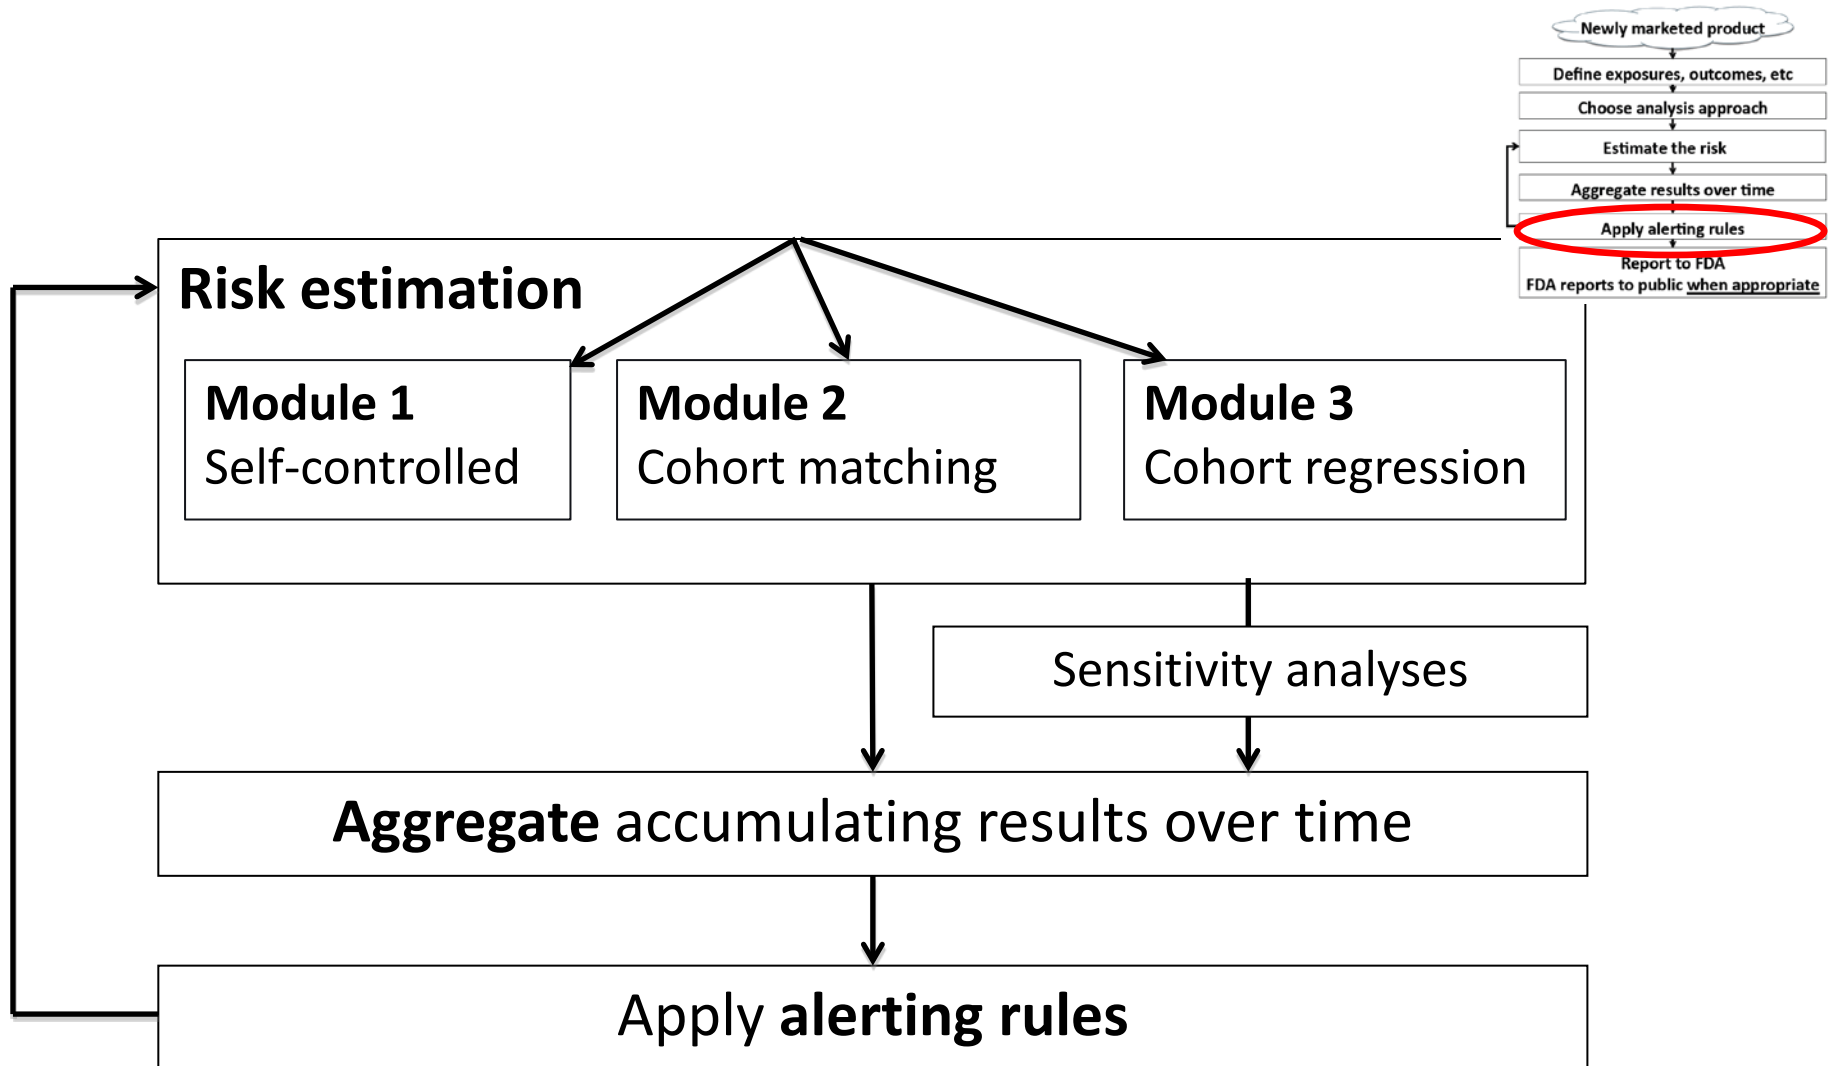 Newly marketed product
Define exposures, outcomes, etc
Choose analysis approach
Estimate the risk
Aggregate results over time
Apply alerting rules
Report to FDA
FDA reports to public when appropriate
Risk estimation
Module 1
Self-controlled
Module 2
Cohort matching
Module 3
Cohort regression
Sensitivity analyses
Aggregate accumulating results over time
Apply alerting rules